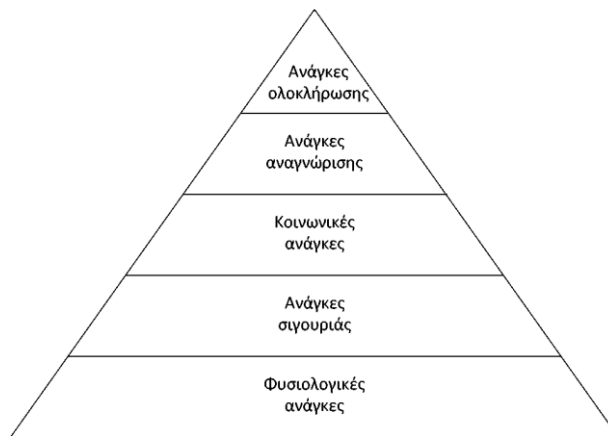 Ανάγκες
ολοκλήρωσης
Ανάγκες
αναγνώρισης
Κοινωνικές
ανάγκες
Ανάγκες
σιγουριάς
Φυσιολογικές
ανάγκες